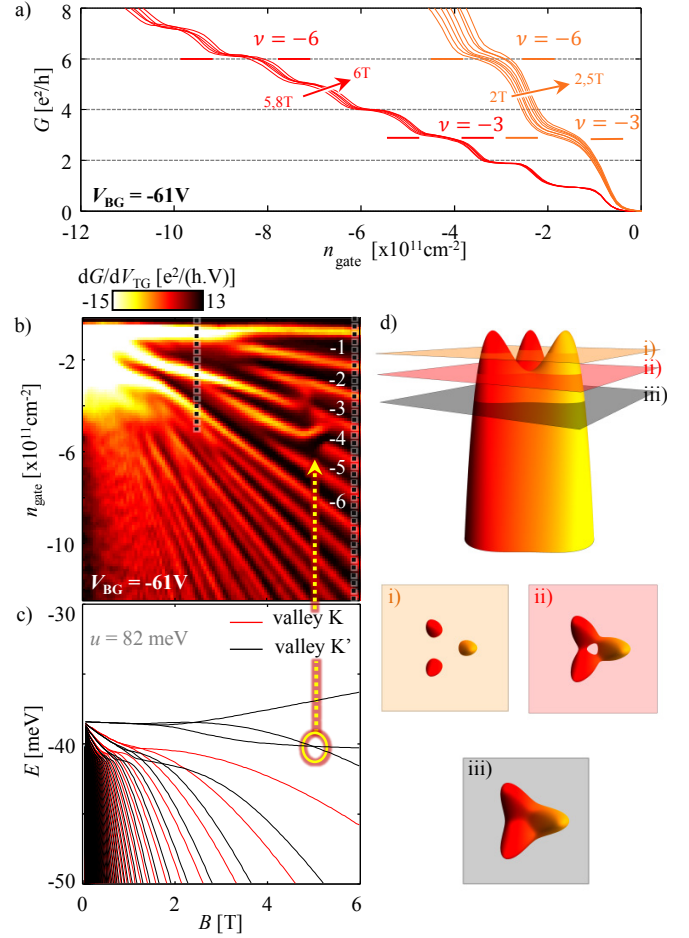 a)
8
6
4
2
0
G [e²/h]
ν = −6
ν = −6
6T
5,8T
2T
2,5T
ν = −3
ν = −3
V_BG = -61V
-12
-10
-8
-6
-4
-2
0
n_gate [x10¹¹cm⁻²]
dG/dV_TG [e²/(h.V)]
-15
13
b)
-2
-6
-10
n_gate [x10¹¹cm⁻²]
-1
-2
-3
-4
-5
-6
V_BG = -61V
d)
i)
ii)
iii)
c)
-30
-40
-50
E [meV]
u = 82 meV
valley K
valley K’
0
2
4
6
B [T]
i)
ii)
iii)